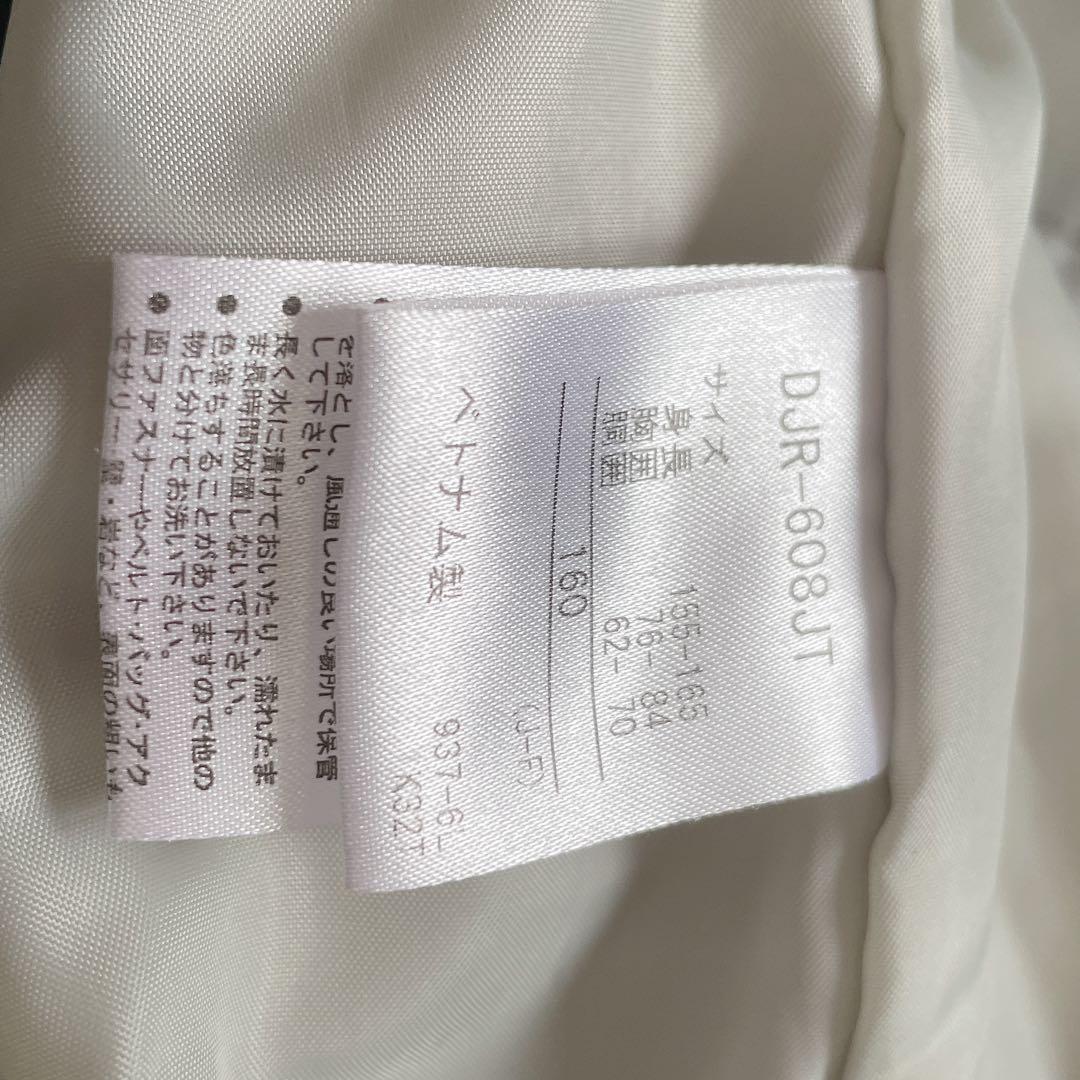 DJR-608JT
サイズ
身長 155-165
胸囲 76- 84
胴囲 62- 70
160
(J-F)
ベトナム製 937-6'-
K32T
を落とし、風通しの良い場所で保管
して下さい。
● 長く水に漬けておいたり、濡れたま
ま長時間放置しないで下さい。
● 色落ちすることがありますので他の
物と分けてお洗い下さい。
● 面ファスナーやベルト・バッグ・アク
セサリー
岩など、表面の粗いも